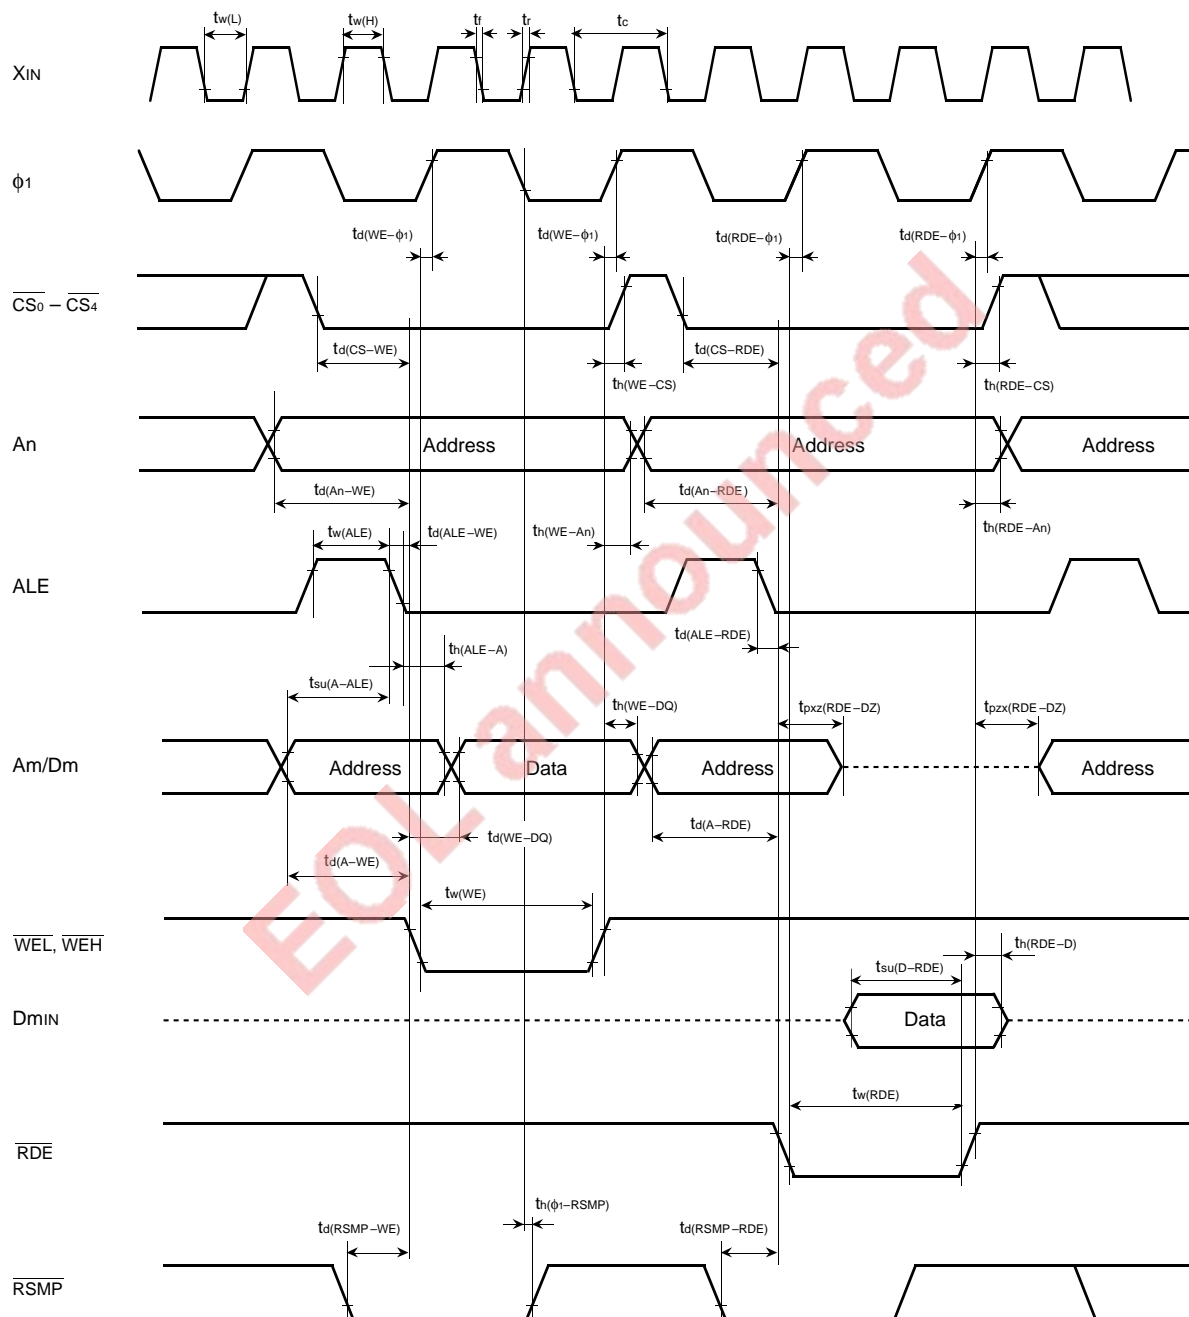 tw(L) tw(H) tf tr tc
XIN
ϕ1
td(WE–ϕ1) td(WE–ϕ1) td(RDE–ϕ1) td(RDE–ϕ1)
CS0 – CS4
td(CS–WE) td(CS–RDE)
th(WE–CS) th(RDE–CS)
An Address Address Address
td(An–WE) td(An–RDE)
tw(ALE) td(ALE–WE) th(WE–An) th(RDE–An)
ALE
td(ALE–RDE)
th(ALE–A)
tsu(A–ALE)
th(WE–DQ) tpxz(RDE–DZ) tpzx(RDE–DZ)
Am/Dm Address Data Address Address
td(WE–DQ) td(A–RDE)
td(A–WE)
tw(WE)
WEL, WEH
th(RDE–D)
tsu(D–RDE)
DmIN Data
tw(RDE)
RDE
th(ϕ1–RSMP)
td(RSMP–WE) td(RSMP–RDE)
RSMP
EOL announced